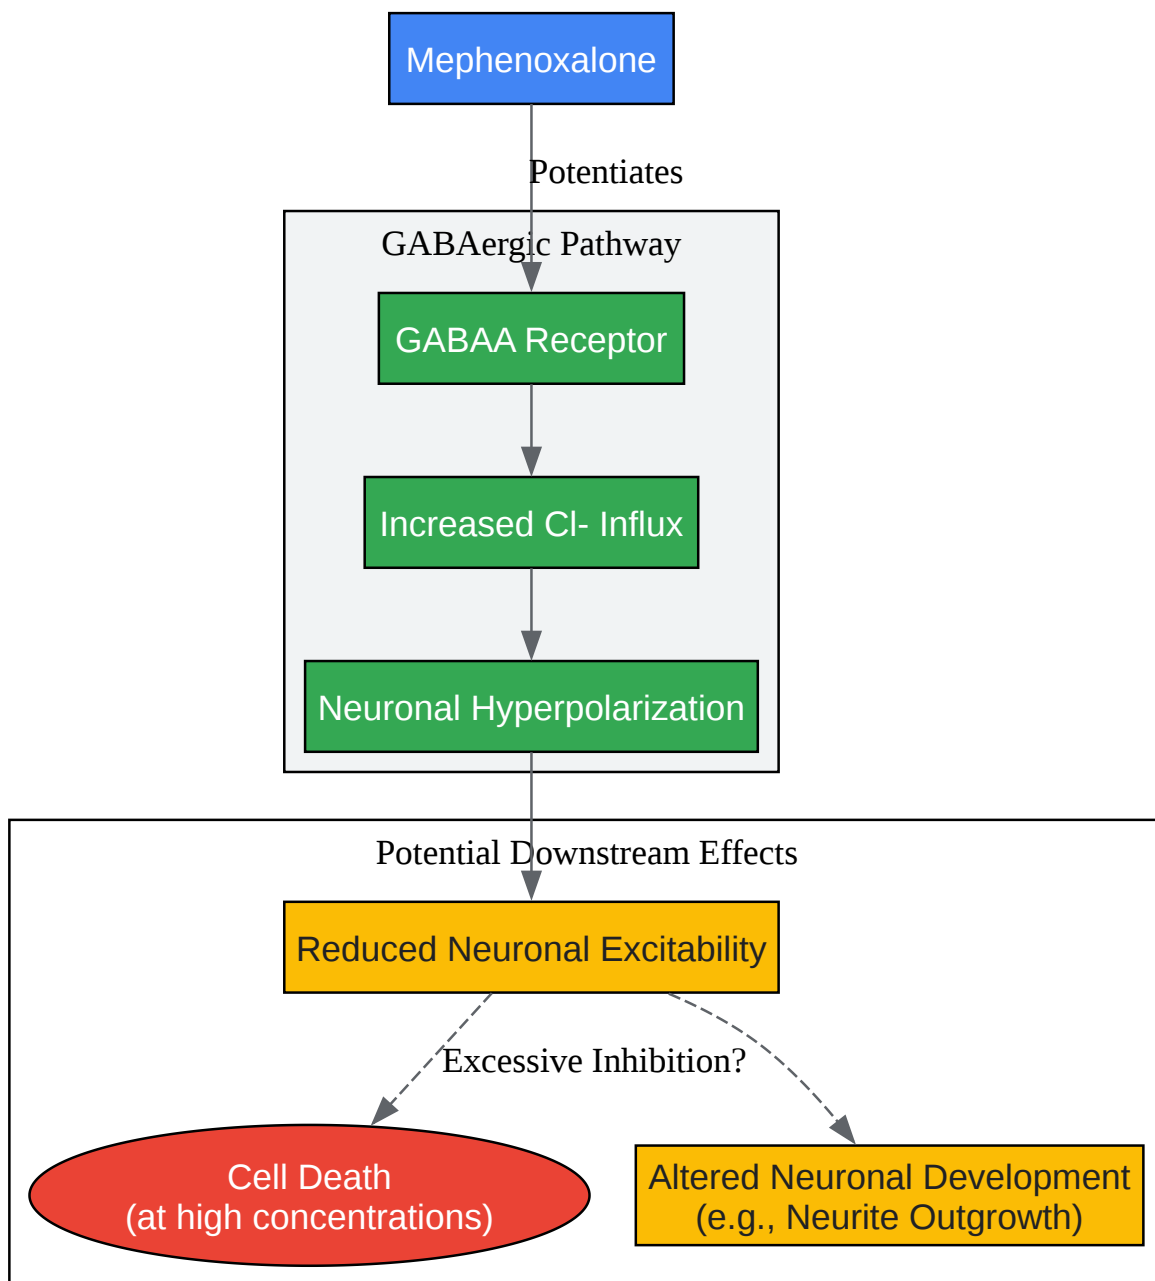 Mephenoxalone
Potentiates
GABAergic Pathway
GABAA Receptor
Increased Cl- Influx
Neuronal Hyperpolarization
Potential Downstream Effects
Reduced Neuronal Excitability
Excessive Inhibition?
Cell Death
(at high concentrations)
Altered Neuronal Development
(e.g., Neurite Outgrowth)